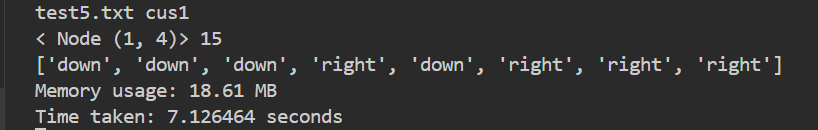 test5.txt cus1
< Node (1, 4)> 15
['down', 'down', 'down', 'right', 'down', 'right', 'right', 'right']
Memory usage: 18.61 MB
Time taken: 7.126464 seconds